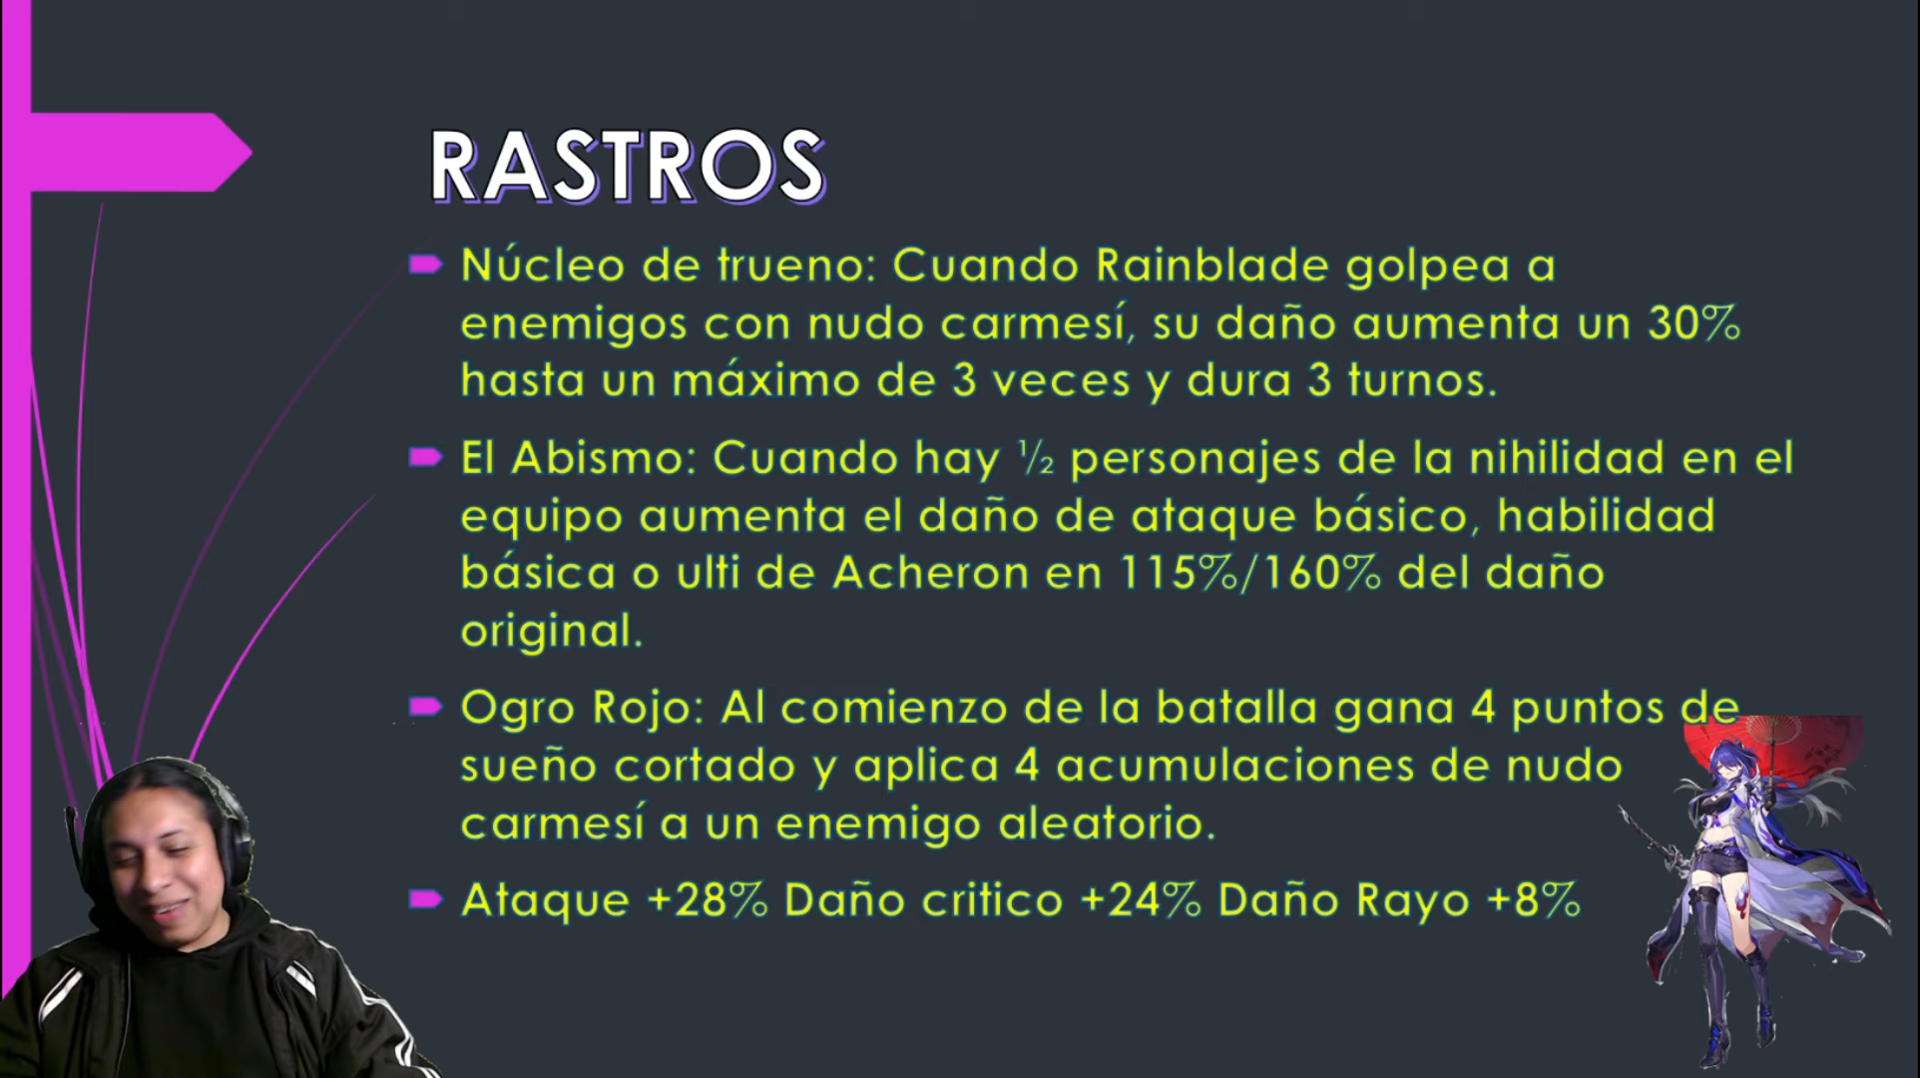 RASTROS
Núcleo de trueno: Cuando Rainblade golpea a
enemigos con nudo carmesí, su daño aumenta un 30%
hasta un máximo de 3 veces y dura 3 turnos.
El Abismo: Cuando hay ½ personajes de la nihilidad en el
equipo aumenta el daño de ataque básico, habilidad
básica o ulti de Acheron en 115%/160% del daño
original.
Ogro Rojo: Al comienzo de la batalla gana 4 puntos de
sueño cortado y aplica 4 acumulaciones de nudo
carmesí a un enemigo aleatorio.
Ataque +28% Daño critico +24% Daño Rayo +8%